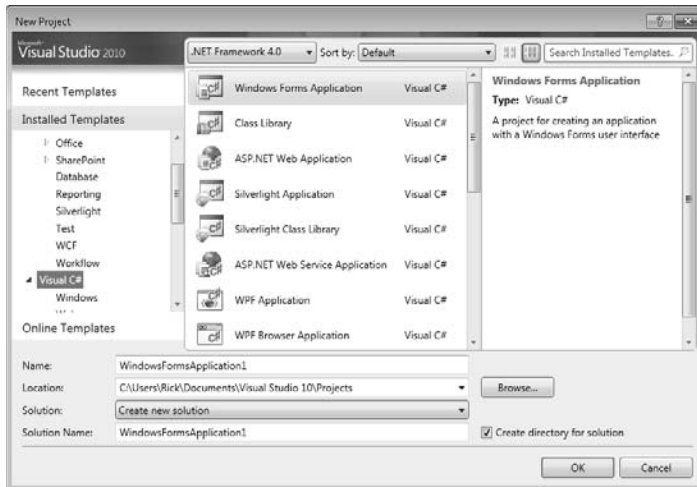 New Project
Microsoft
Visual Studio 2010
.NET Framework 4.0
Sort by: Default
Search Installed Templates.
Recent Templates
Installed Templates
Office
SharePoint
Database
Reporting
Silverlight
Test
WCF
Workflow
Visual C#
Windows
Online Templates
Windows Forms Application Visual C#
Class Library Visual C#
ASP.NET Web Application Visual C#
Silverlight Application Visual C#
Silverlight Class Library Visual C#
ASP.NET Web Service Application Visual C#
WPF Application Visual C#
WPF Browser Application Visual C#
Windows Forms Application
Type: Visual C#
A project for creating an application
with a Windows Forms user interface
Name: WindowsFormsApplication1
Location: C:\Users\Rick\Documents\Visual Studio 10\Projects
Browse...
Solution: Create new solution
Solution Name: WindowsFormsApplication1
Create directory for solution
OK
Cancel